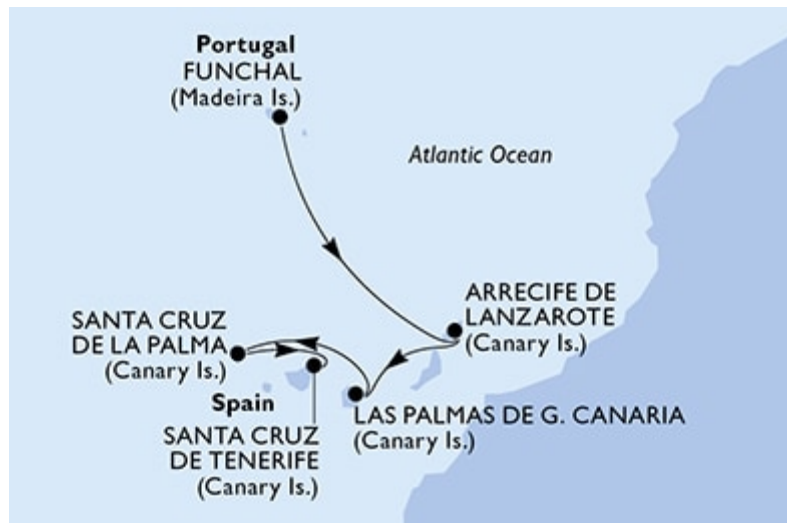 Portugal
FUNCHAL
(Madeira Is.)
Atlantic Ocean
ARRECIFE DE
LANZAROTE
(Canary Is.)
SANTA CRUZ
DE LA PALMA
(Canary Is.)
Spain
LAS PALMAS DE G. CANARIA
(Canary Is.)
SANTA CRUZ
DE TENERIFE
(Canary Is.)